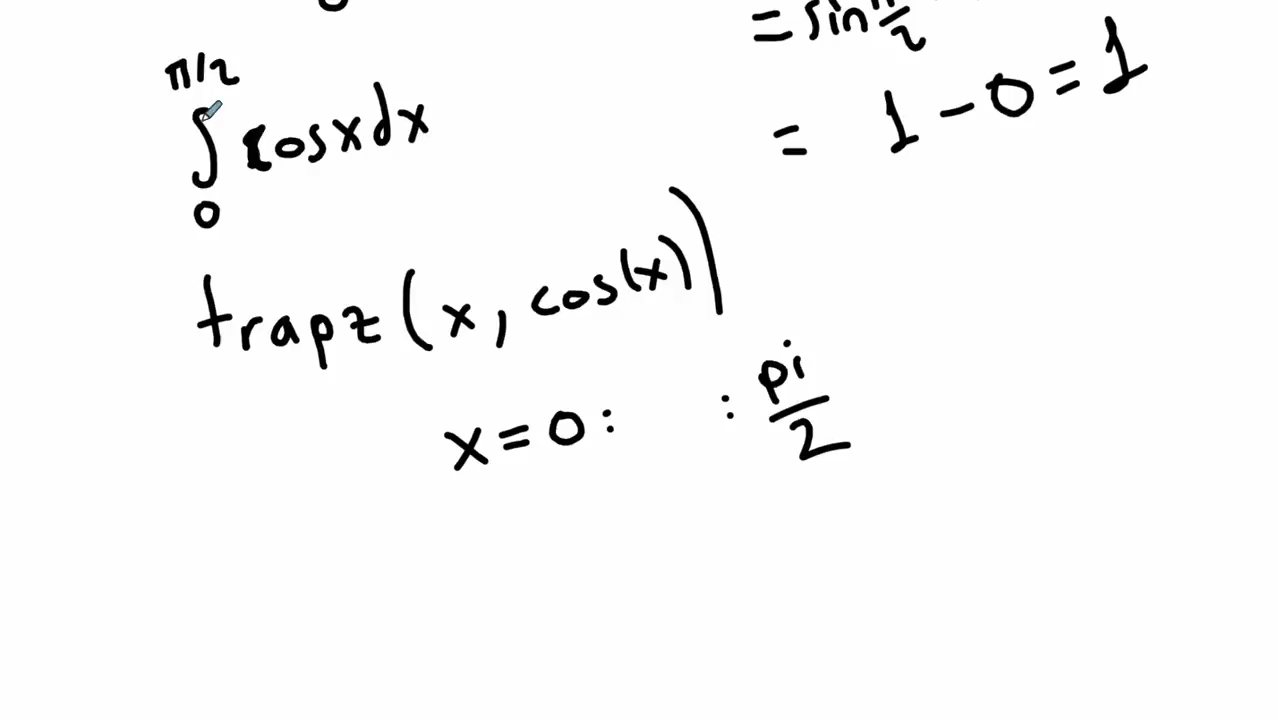 = sin π/2
π/2
∫ cosx dx
0
= 1 - 0 = 1
trapz(x, cos(x))
x = 0:   : pi/2